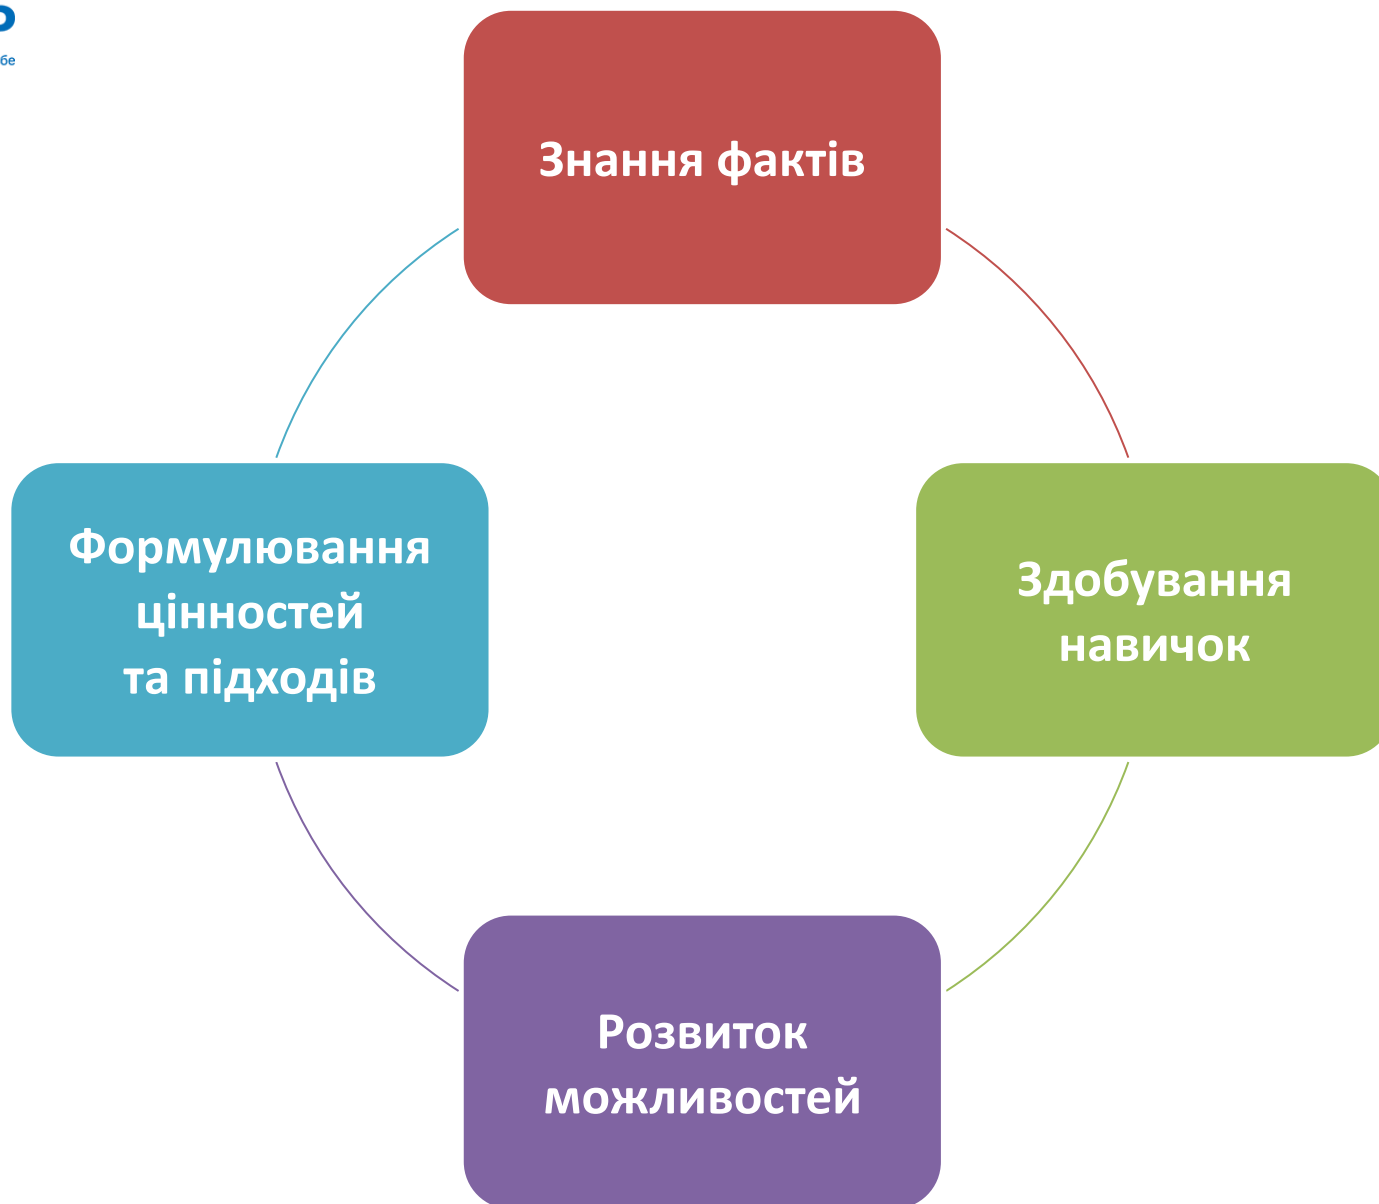 Знання фактів
Здобування
навичок
Розвиток
можливостей
Формулювання
цінностей
та підходів